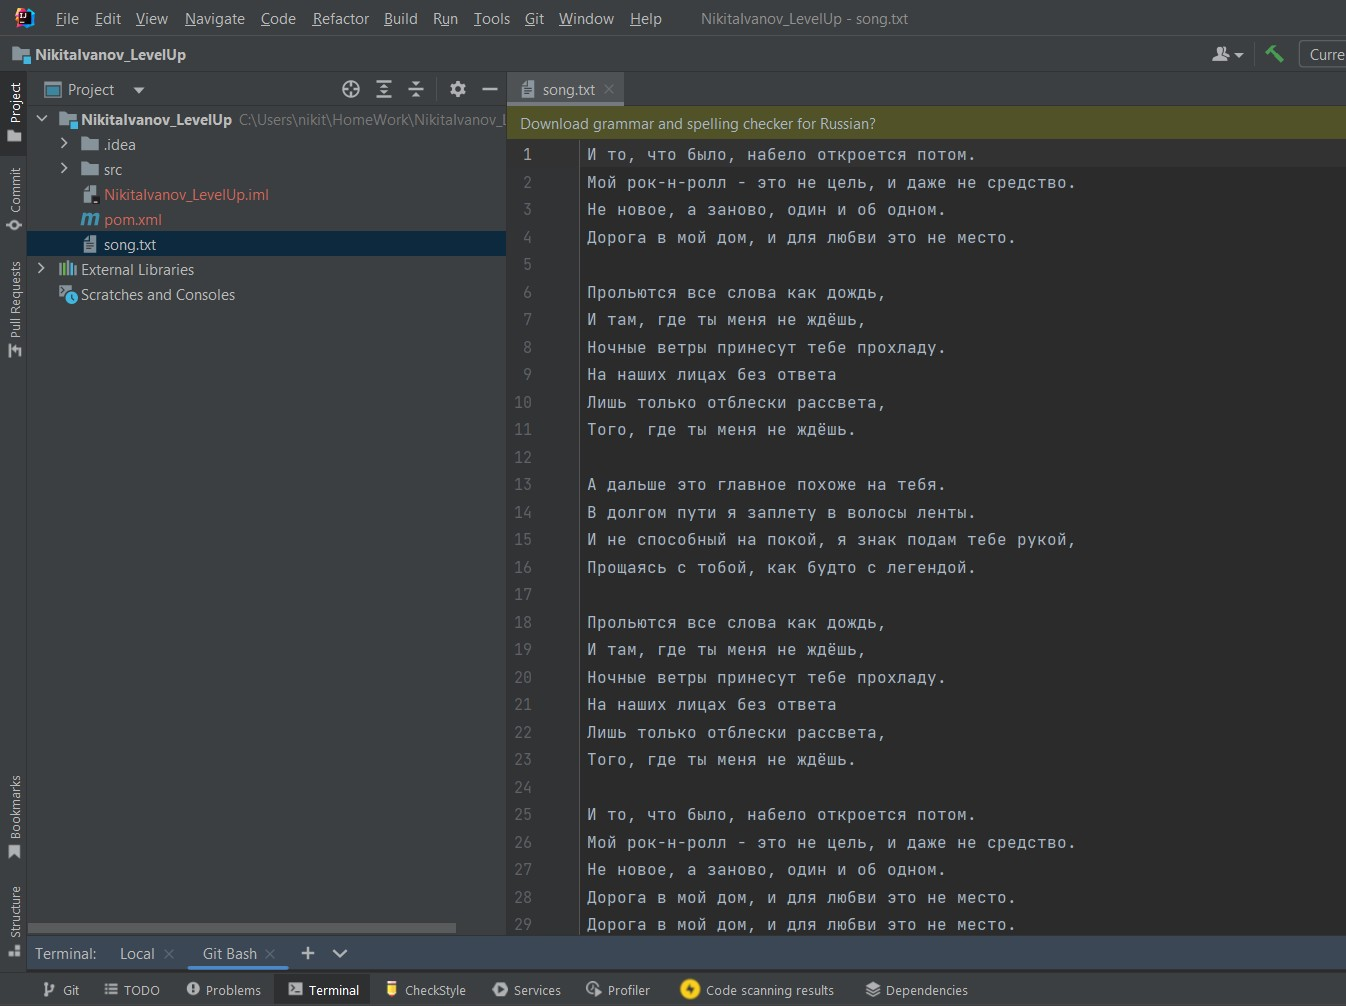 File Edit View Navigate Code Refactor Build Run Tools Git Window Help NikitaIvanov_LevelUp - song.txt
NikitaIvanov_LevelUp
Curre
Project
song.txt
NikitaIvanov_LevelUp C:\Users\nikit\HomeWork\NikitaIvanov_L
.idea
src
NikitaIvanov_LevelUp.iml
pom.xml
song.txt
External Libraries
Scratches and Consoles
Project
Commit
Pull Requests
Bookmarks
Structure
Download grammar and spelling checker for Russian?
1 И то, что было, набело откроется потом.
2 Мой рок-н-ролл - это не цель, и даже не средство.
3 Не новое, а заново, один и об одном.
4 Дорога в мой дом, и для любви это не место.
5
6 Прольются все слова как дождь,
7 И там, где ты меня не ждёшь,
8 Ночные ветры принесут тебе прохладу.
9 На наших лицах без ответа
10 Лишь только отблески рассвета,
11 Того, где ты меня не ждёшь.
12
13 А дальше это главное похоже на тебя.
14 В долгом пути я заплету в волосы ленты.
15 И не способный на покой, я знак подам тебе рукой,
16 Прощаясь с тобой, как будто с легендой.
17
18 Прольются все слова как дождь,
19 И там, где ты меня не ждёшь,
20 Ночные ветры принесут тебе прохладу.
21 На наших лицах без ответа
22 Лишь только отблески рассвета,
23 Того, где ты меня не ждёшь.
24
25 И то, что было, набело откроется потом.
26 Мой рок-н-ролл - это не цель, и даже не средство.
27 Не новое, а заново, один и об одном.
28 Дорога в мой дом, и для любви это не место.
29 Дорога в мой дом, и для любви это не место.
Terminal: Local Git Bash
Git TODO Problems Terminal CheckStyle Services Profiler Code scanning results Dependencies